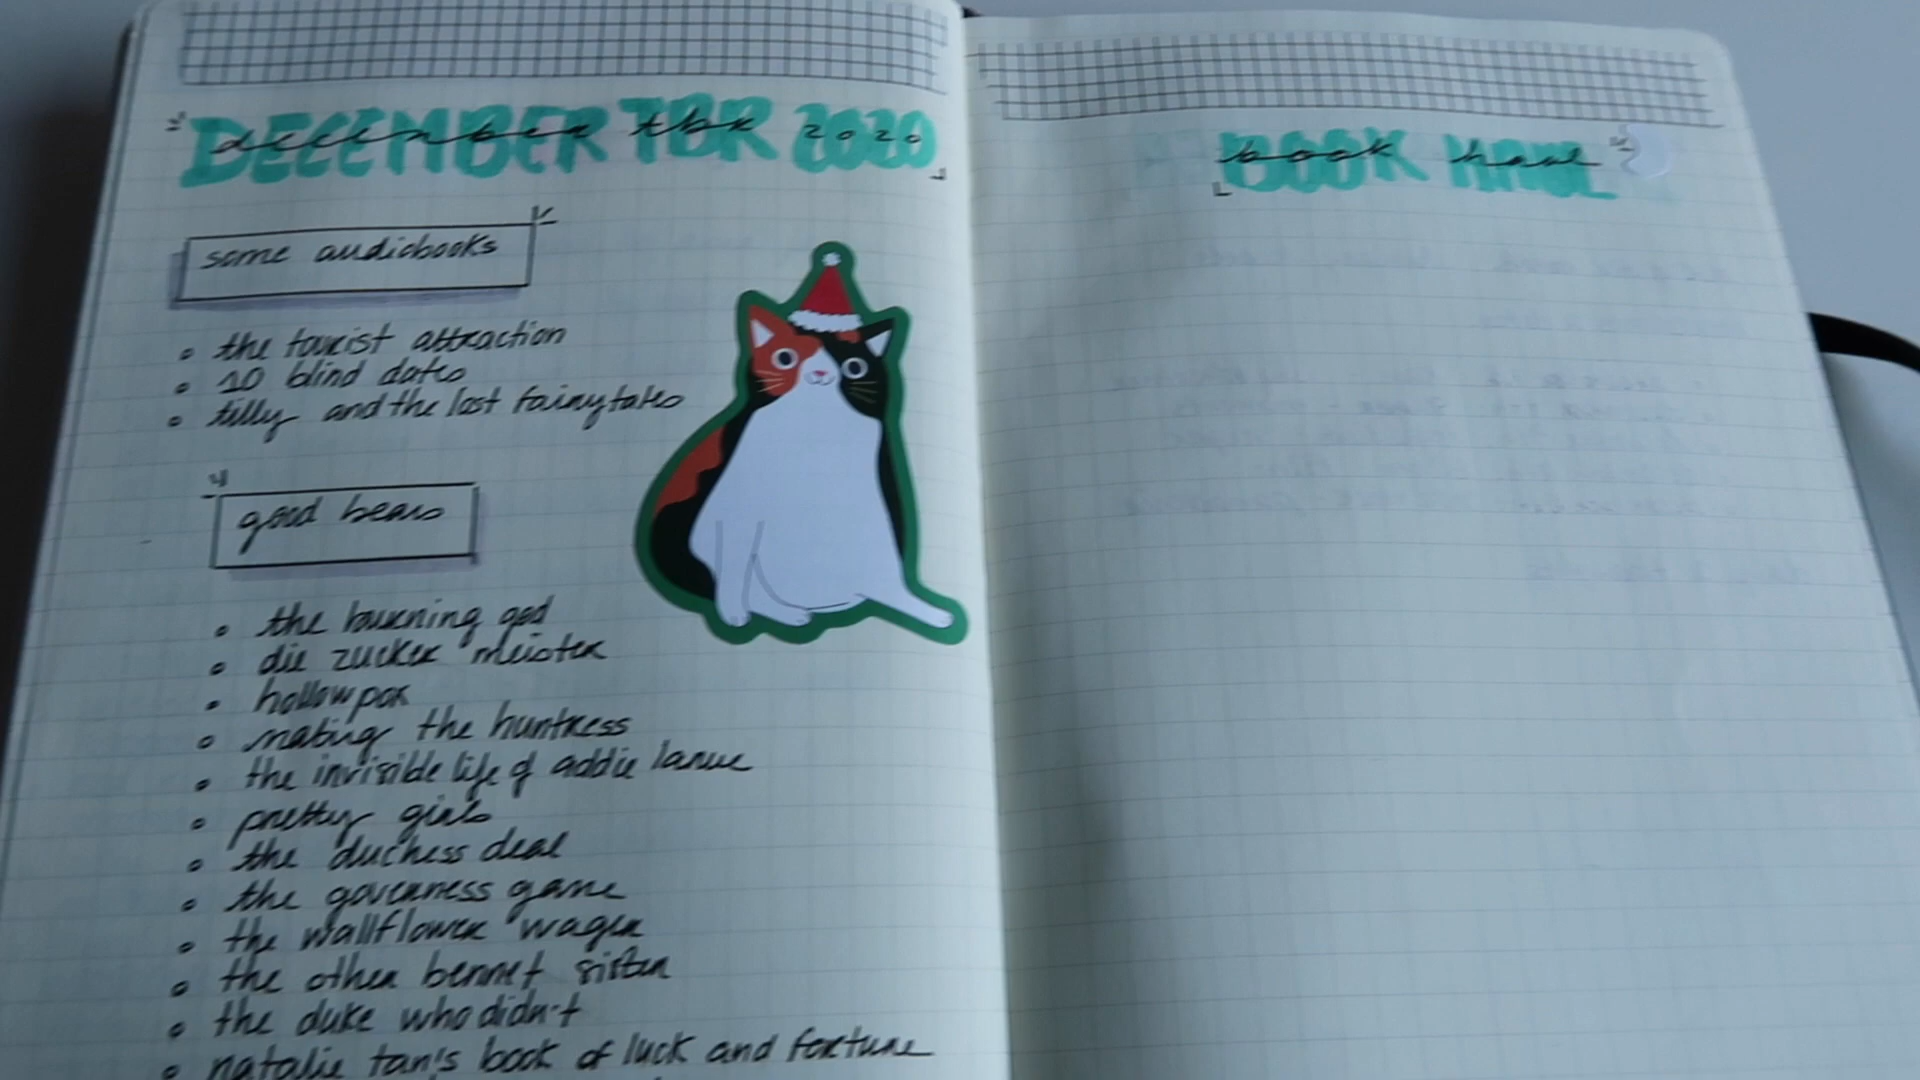 DECEMBER TBR 2020
december tbr 2020
some audiobooks
the tourist attraction
10 blind dates
tilly and the lost fairytales
good bears
the burning god
die zucker meister
hollowpox
mating the huntress
the invisible life of addie larue
pretty girls
the duchess deal
the governess game
the wallflower wager
the other bennet sister
the duke who didn't
natalie tan's book of luck and fortune
BOOK HAUL
book haul